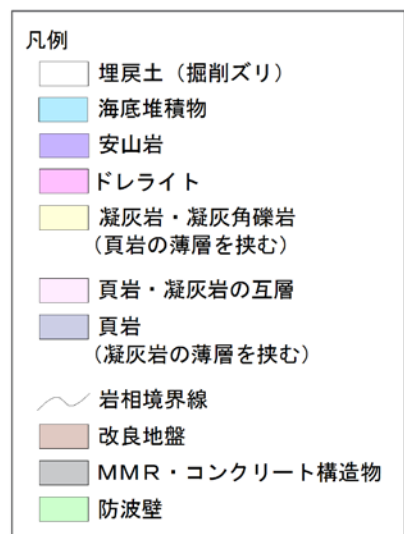 凡例
埋戻土（掘削ズリ）
海底堆積物
安山岩
ドレライト
凝灰岩・凝灰角礫岩
（頁岩の薄層を挟む）
頁岩・凝灰岩の互層
頁岩
（凝灰岩の薄層を挟む）
岩相境界線
改良地盤
ＭＭＲ・コンクリート構造物
防波壁